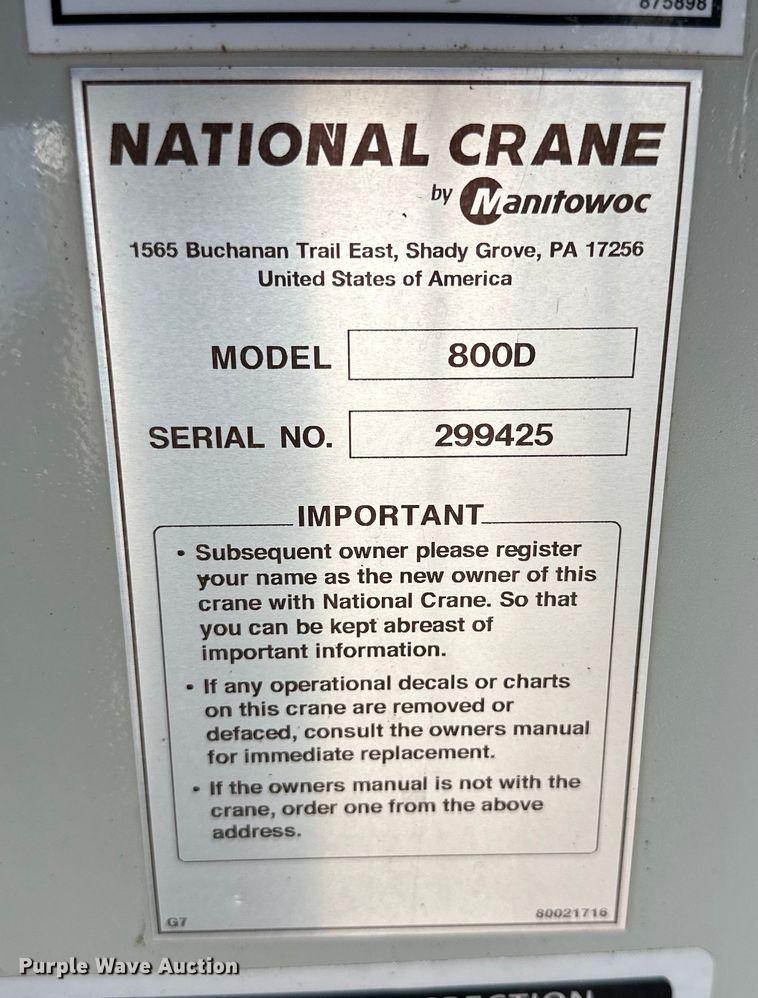 875898
NATIONAL CRANE
by Manitowoc
1565 Buchanan Trail East, Shady Grove, PA 17256
United States of America
MODEL 800D
SERIAL NO. 299425
IMPORTANT
• Subsequent owner please register
your name as the new owner of this
crane with National Crane. So that
you can be kept abreast of
important information.
• If any operational decals or charts
on this crane are removed or
defaced, consult the owners manual
for immediate replacement.
• If the owners manual is not with the
crane, order one from the above
address.
G7 80021716
Purple Wave Auction